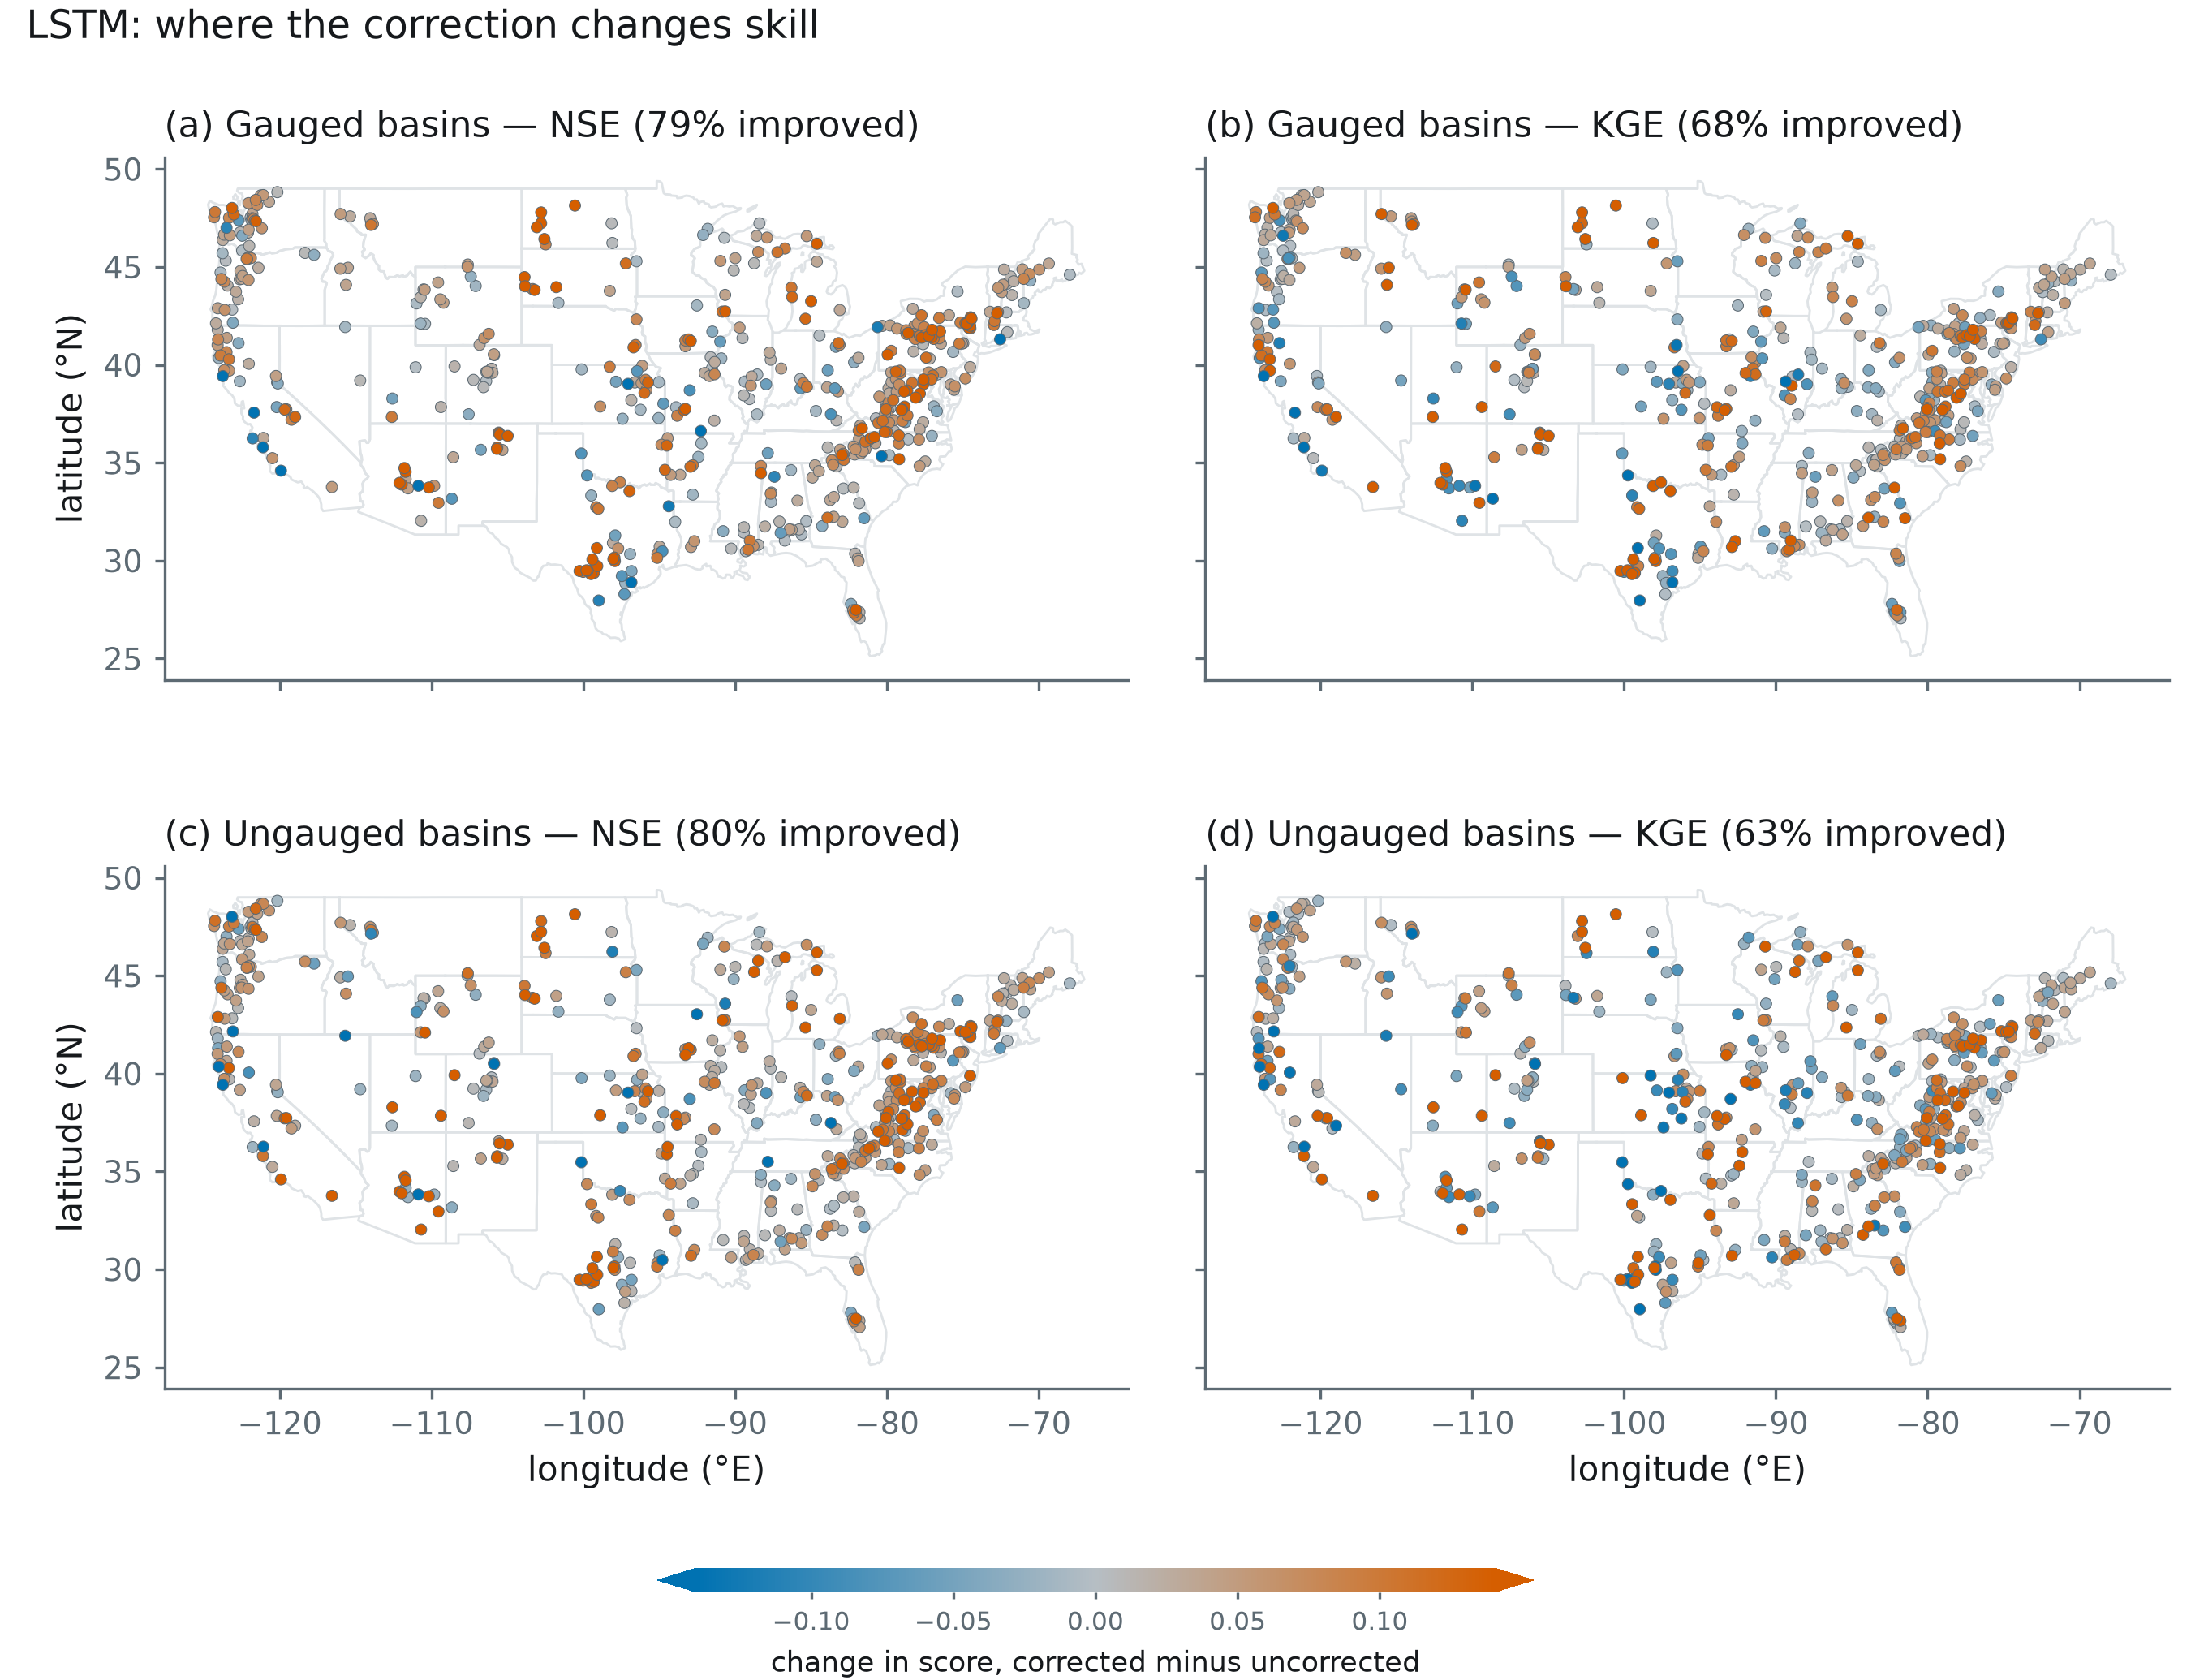 LSTM: where the correction changes skill
(a) Gauged basins — NSE (79% improved)
(b) Gauged basins — KGE (68% improved)
50
45
40
35
30
25
latitude (°N)
(c) Ungauged basins — NSE (80% improved)
(d) Ungauged basins — KGE (63% improved)
50
45
40
35
30
25
latitude (°N)
−120 −110 −100 −90 −80 −70
−120 −110 −100 −90 −80 −70
longitude (°E)
longitude (°E)
−0.10 −0.05 0.00 0.05 0.10
change in score, corrected minus uncorrected